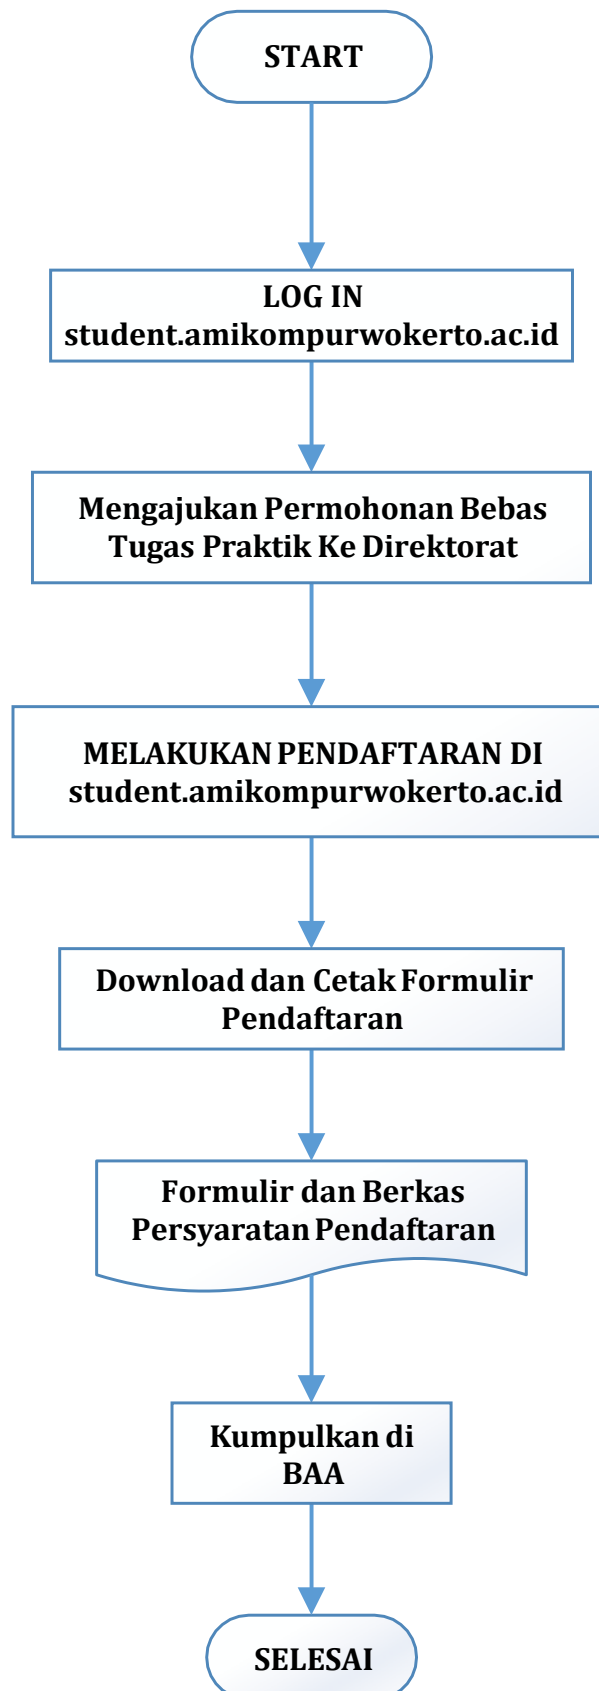 START
LOG IN
student.amikompurwokerto.ac.id
Mengajukan Permohonan Bebas
Tugas Praktik Ke Direktorat
MELAKUKAN PENDAFTARAN DI
student.amikompurwokerto.ac.id
Download dan Cetak Formulir
Pendaftaran
Formulir dan Berkas
Persyaratan Pendaftaran
Kumpulkan di
BAA
SELESAI